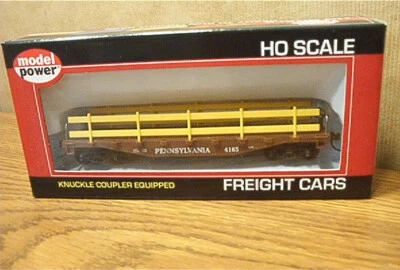 model
power
HO SCALE
PENNSYLVANIA 4165
KNUCKLE COUPLER EQUIPPED
FREIGHT CARS